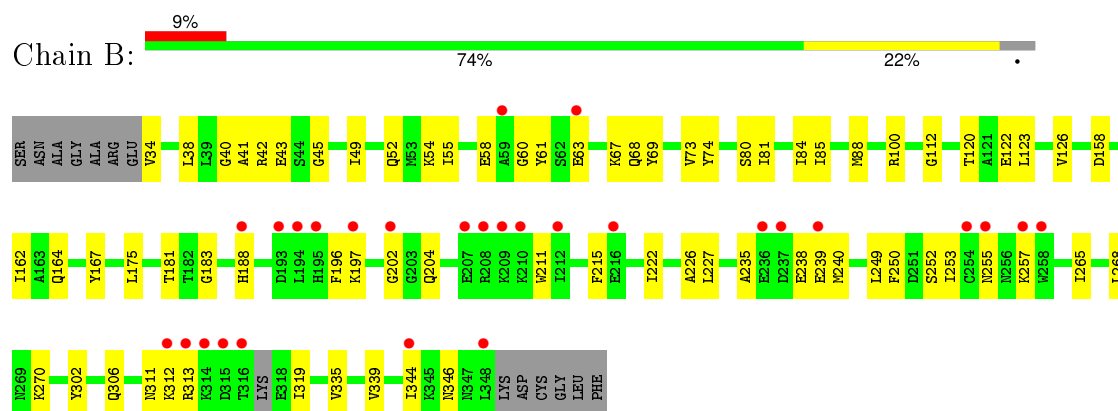 9%
Chain B:
74% 22% •
SER ASN ALA GLY ALA ARG GLU V34 L38 L39 G40 A41 R42 E43 S44 G45 I49 Q52 M53 K54 I55 E58 A59 G60 Y61 S62 E63 K67 Q68 Y69 V73 Y74 S80 I81 I84 I85 M88 R100 G112 T120 A121 E122 L123 V126 D158
I162 A163 Q164 Y167 L175 T181 T182 G183 H188 D193 L194 H195 F196 K197 G202 G203 Q204 E207 R208 K209 K210 W211 I212 F215 E216 I222 A226 L227 A235 E236 D237 E238 E239 M240 L249 F250 D251 S252 I253 C254 N255 N256 K257 W258 I265
N269 K270 Y302 Q306 N311 K312 R313 K314 D315 T316 LYS E318 I319 V335 V339 I344 K345 N346 N347 L348 LYS ASP CYS GLY LEU PHE